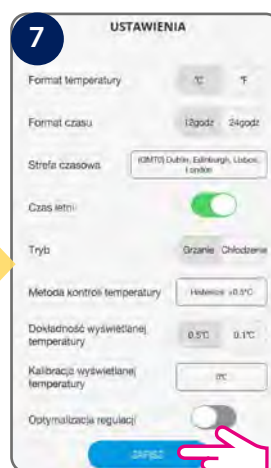 7
USTAWIENIA
Format temperatury °C °F
Format czasu 12godz 24godz
Strefa czasowa (GMT0) Dublin, Edinburgh, Lisbon,
London
Czas letni
Tryb Grzanie Chłodzenie
Metoda kontroli temperatury Histereza ±0.5°C
Dokładność wyświetlanej
temperatury 0.5°C 0.1°C
Kalibracja wyświetlanej
temperatury 0°C
Optymalizacja regulacji
ZAPISZ